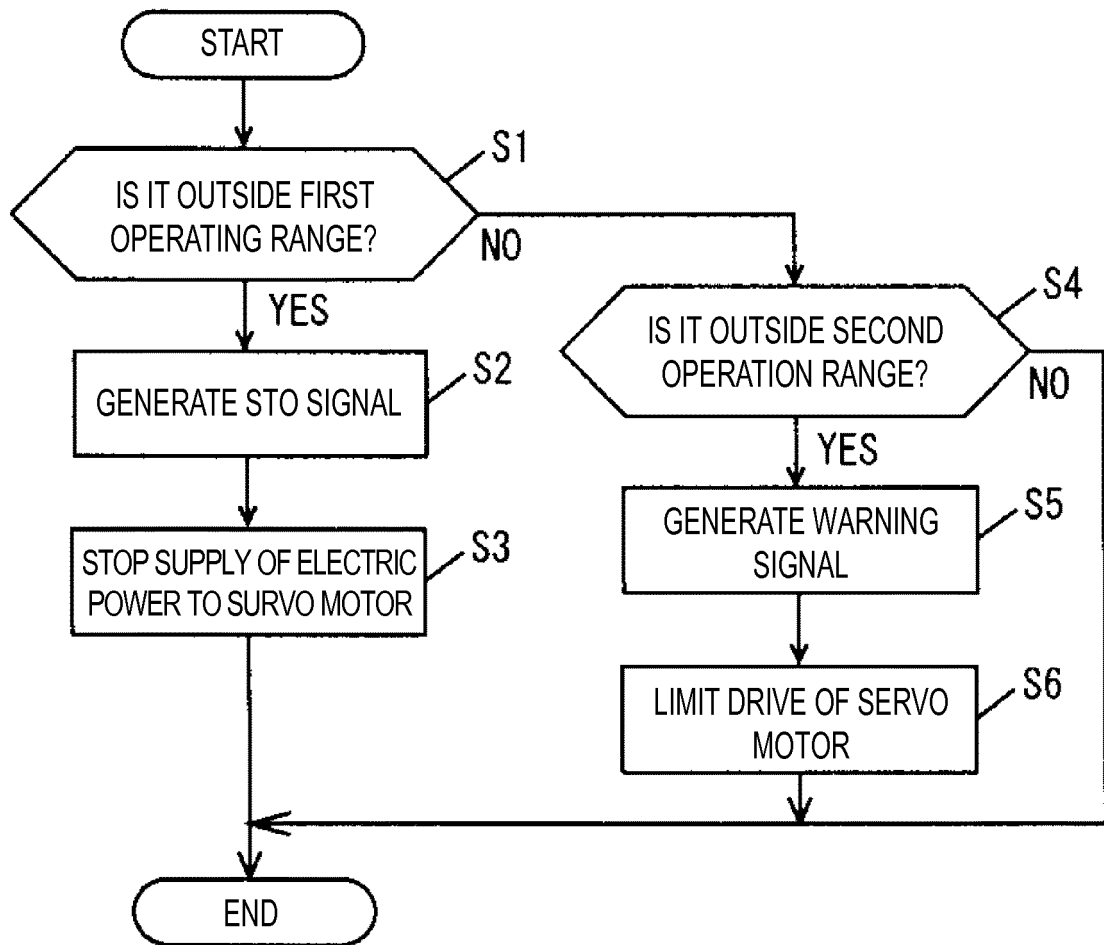 START
S1
IS IT OUTSIDE FIRST
OPERATING RANGE?
NO
YES
S4
IS IT OUTSIDE SECOND
OPERATION RANGE?
NO
YES
S2
GENERATE STO SIGNAL
S5
GENERATE WARNING
SIGNAL
S3
STOP SUPPLY OF ELECTRIC
POWER TO SURVO MOTOR
S6
LIMIT DRIVE OF SERVO
MOTOR
END